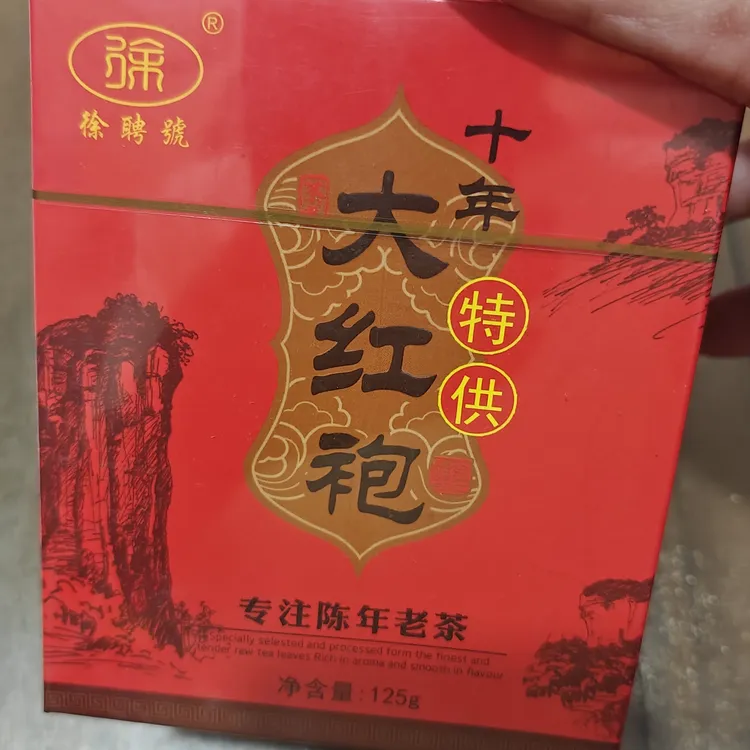 徐
®
徐聘號
十年
大红袍
特供
专注陈年老茶
Specially selected and processed form the finest and
tender raw tea leaves Rich in aroma and smooth in flavour
净含量:125g